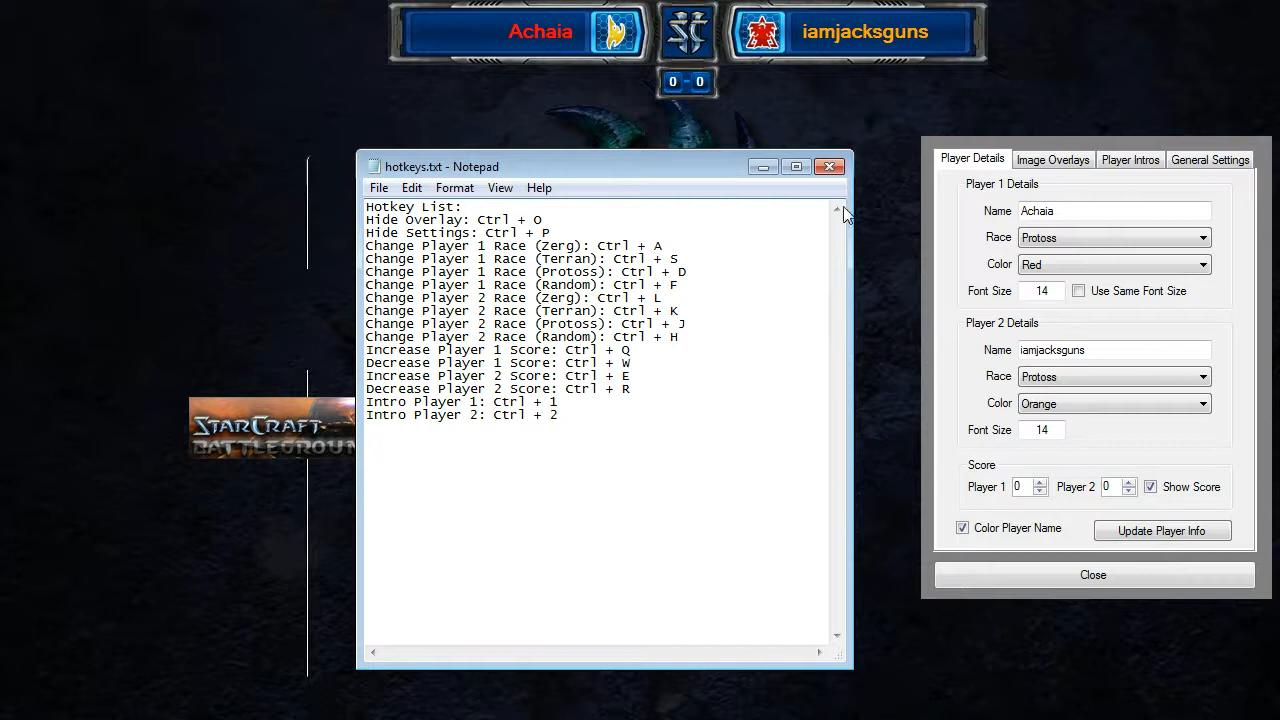 Achaia
iamjacksguns
0 - 0
hotkeys.txt - Notepad
File Edit Format View Help
Hotkey List:
Hide Overlay: Ctrl + O
Hide Settings: Ctrl + P
Change Player 1 Race (Zerg): Ctrl + A
Change Player 1 Race (Terran): Ctrl + S
Change Player 1 Race (Protoss): Ctrl + D
Change Player 1 Race (Random): Ctrl + F
Change Player 2 Race (Zerg): Ctrl + L
Change Player 2 Race (Terran): Ctrl + K
Change Player 2 Race (Protoss): Ctrl + J
Change Player 2 Race (Random): Ctrl + H
Increase Player 1 Score: Ctrl + Q
Decrease Player 1 Score: Ctrl + W
Increase Player 2 Score: Ctrl + E
Decrease Player 2 Score: Ctrl + R
Intro Player 1: Ctrl + 1
Intro Player 2: Ctrl + 2
STARCRAFT
BATTLEGROUN
Player Details Image Overlays Player Intros General Settings
Player 1 Details
Name Achaia
Race Protoss
Color Red
Font Size 14 Use Same Font Size
Player 2 Details
Name iamjacksguns
Race Protoss
Color Orange
Font Size 14
Score
Player 1 0 Player 2 0 Show Score
Color Player Name Update Player Info
Close